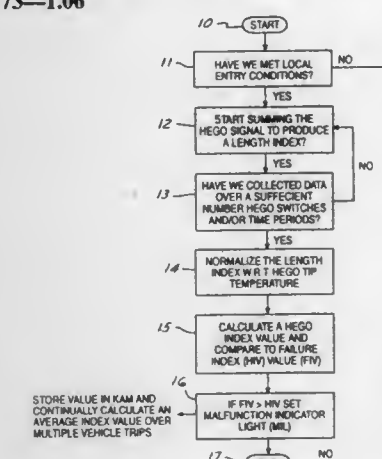 73—1.06
10
START
11
HAVE WE MET LOCAL
ENTRY CONDITIONS?
NO
YES
12
START SUMMING THE
HEGO SIGNAL TO PRODUCE
A LENGTH INDEX?
NO
YES
13
HAVE WE COLLECTED DATA
OVER A SUFFECIENT
NUMBER HEGO SWITCHES
AND/OR TIME PERIODS?
YES
14
NORMALIZE THE LENGTH
INDEX W R T HEGO TIP
TEMPERATURE
15
CALCULATE A HEGO
INDEX VALUE AND
COMPARE TO FAILURE
INDEX (HIV) VALUE (FIV)
16
STORE VALUE IN KAM AND
CONTINUALLY CALCULATE AN
AVERAGE INDEX VALUE OVER
MULTIPLE VEHICLE TRIPS
IF FIV > HIV SET
MALFUNCTION INDICATOR
LIGHT (MIL)
17
NO